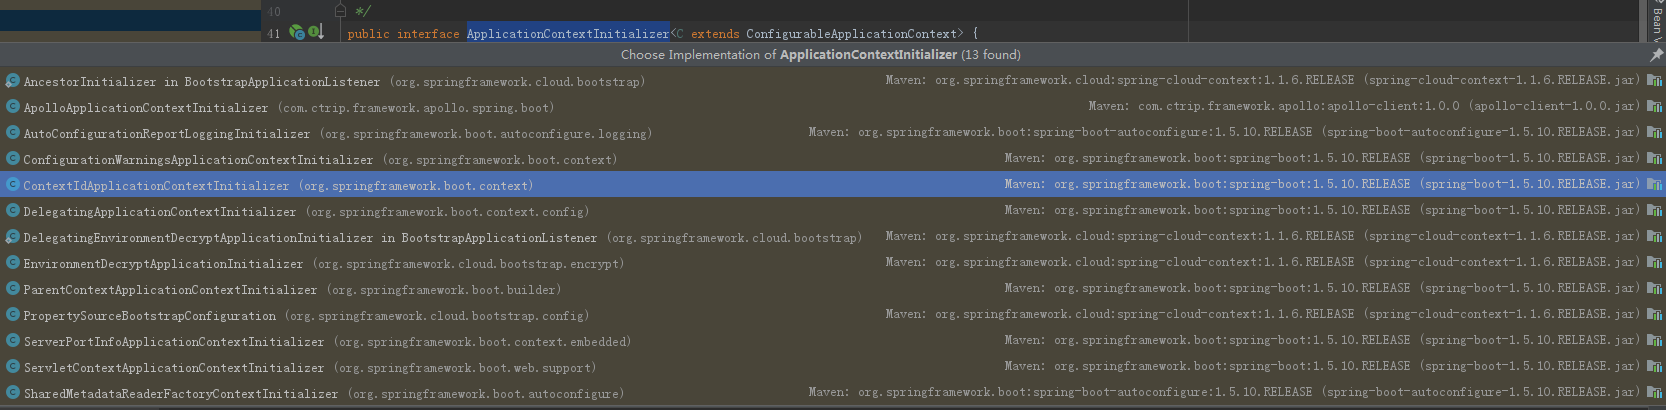 40 */
41 public interface ApplicationContextInitializer<C extends ConfigurableApplicationContext> {
Bean V
Choose Implementation of ApplicationContextInitializer (13 found)
AncestorInitializer in BootstrapApplicationListener (org.springframework.cloud.bootstrap) Maven: org.springframework.cloud:spring-cloud-context:1.1.6.RELEASE (spring-cloud-context-1.1.6.RELEASE.jar)
ApolloApplicationContextInitializer (com.ctrip.framework.apollo.spring.boot) Maven: com.ctrip.framework.apollo:apollo-client:1.0.0 (apollo-client-1.0.0.jar)
AutoConfigurationReportLoggingInitializer (org.springframework.boot.autoconfigure.logging) Maven: org.springframework.boot:spring-boot-autoconfigure:1.5.10.RELEASE (spring-boot-autoconfigure-1.5.10.RELEASE.jar)
ConfigurationWarningsApplicationContextInitializer (org.springframework.boot.context) Maven: org.springframework.boot:spring-boot:1.5.10.RELEASE (spring-boot-1.5.10.RELEASE.jar)
ContextIdApplicationContextInitializer (org.springframework.boot.context) Maven: org.springframework.boot:spring-boot:1.5.10.RELEASE (spring-boot-1.5.10.RELEASE.jar)
DelegatingApplicationContextInitializer (org.springframework.boot.context.config) Maven: org.springframework.boot:spring-boot:1.5.10.RELEASE (spring-boot-1.5.10.RELEASE.jar)
DelegatingEnvironmentDecryptApplicationInitializer in BootstrapApplicationListener (org.springframework.cloud.bootstrap) Maven: org.springframework.cloud:spring-cloud-context:1.1.6.RELEASE (spring-cloud-context-1.1.6.RELEASE.jar)
EnvironmentDecryptApplicationInitializer (org.springframework.cloud.bootstrap.encrypt) Maven: org.springframework.cloud:spring-cloud-context:1.1.6.RELEASE (spring-cloud-context-1.1.6.RELEASE.jar)
ParentContextApplicationContextInitializer (org.springframework.boot.builder) Maven: org.springframework.boot:spring-boot:1.5.10.RELEASE (spring-boot-1.5.10.RELEASE.jar)
PropertySourceBootstrapConfiguration (org.springframework.cloud.bootstrap.config) Maven: org.springframework.cloud:spring-cloud-context:1.1.6.RELEASE (spring-cloud-context-1.1.6.RELEASE.jar)
ServerPortInfoApplicationContextInitializer (org.springframework.boot.context.embedded) Maven: org.springframework.boot:spring-boot:1.5.10.RELEASE (spring-boot-1.5.10.RELEASE.jar)
ServletContextApplicationContextInitializer (org.springframework.boot.web.support) Maven: org.springframework.boot:spring-boot:1.5.10.RELEASE (spring-boot-1.5.10.RELEASE.jar)
SharedMetadataReaderFactoryContextInitializer (org.springframework.boot.autoconfigure) Maven: org.springframework.boot:spring-boot-autoconfigure:1.5.10.RELEASE (spring-boot-autoconfigure-1.5.10.RELEASE.jar)